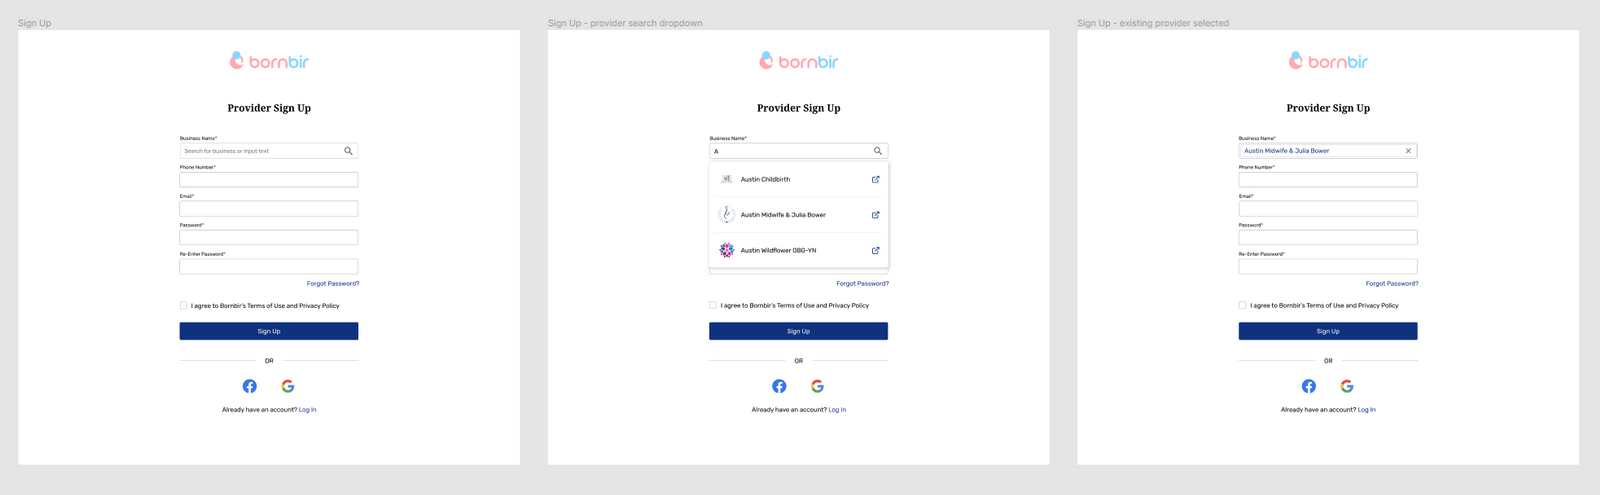 Sign Up
bornbir
Provider Sign Up
Business Name*
Search for business or input text
Phone Number*
Email*
Password*
Re-Enter Password*
Forgot Password?
I agree to Bornbir's Terms of Use and Privacy Policy
Sign Up
OR
Already have an account? Log In
Sign Up - provider search dropdown
bornbir
Provider Sign Up
Business Name*
A
Austin Childbirth
Austin Midwife & Julia Bower
Austin Wildflower OBG-YN
Forgot Password?
I agree to Bornbir's Terms of Use and Privacy Policy
Sign Up
OR
Already have an account? Log In
Sign Up - existing provider selected
bornbir
Provider Sign Up
Business Name*
Austin Midwife & Julia Bower
Phone Number*
Email*
Password*
Re-Enter Password*
Forgot Password?
I agree to Bornbir's Terms of Use and Privacy Policy
Sign Up
OR
Already have an account? Log In